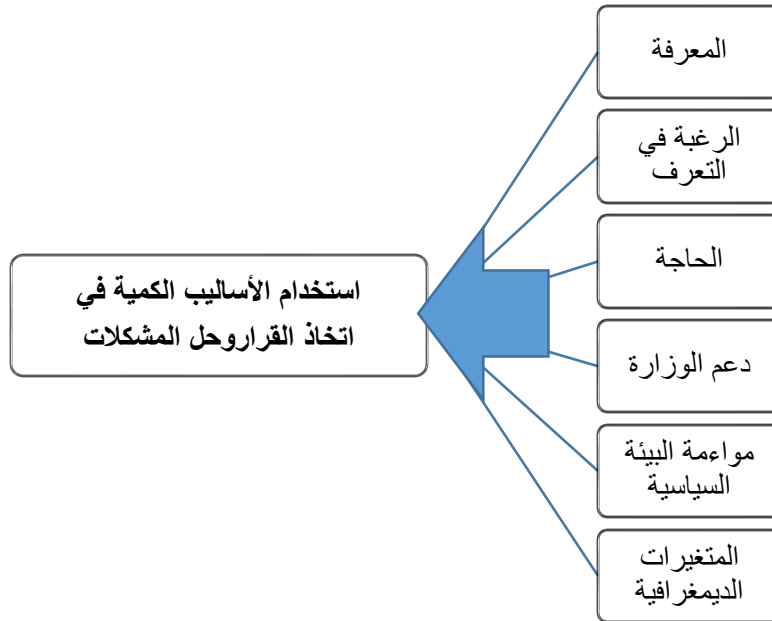 المعرفة
الرغبة في
التعرف
الحاجة
دعم الوزارة
مواءمة البيئة
السياسية
المتغيرات
الديمغرافية
استخدام الأساليب الكمية في
اتخاذ القراروحل المشكلات